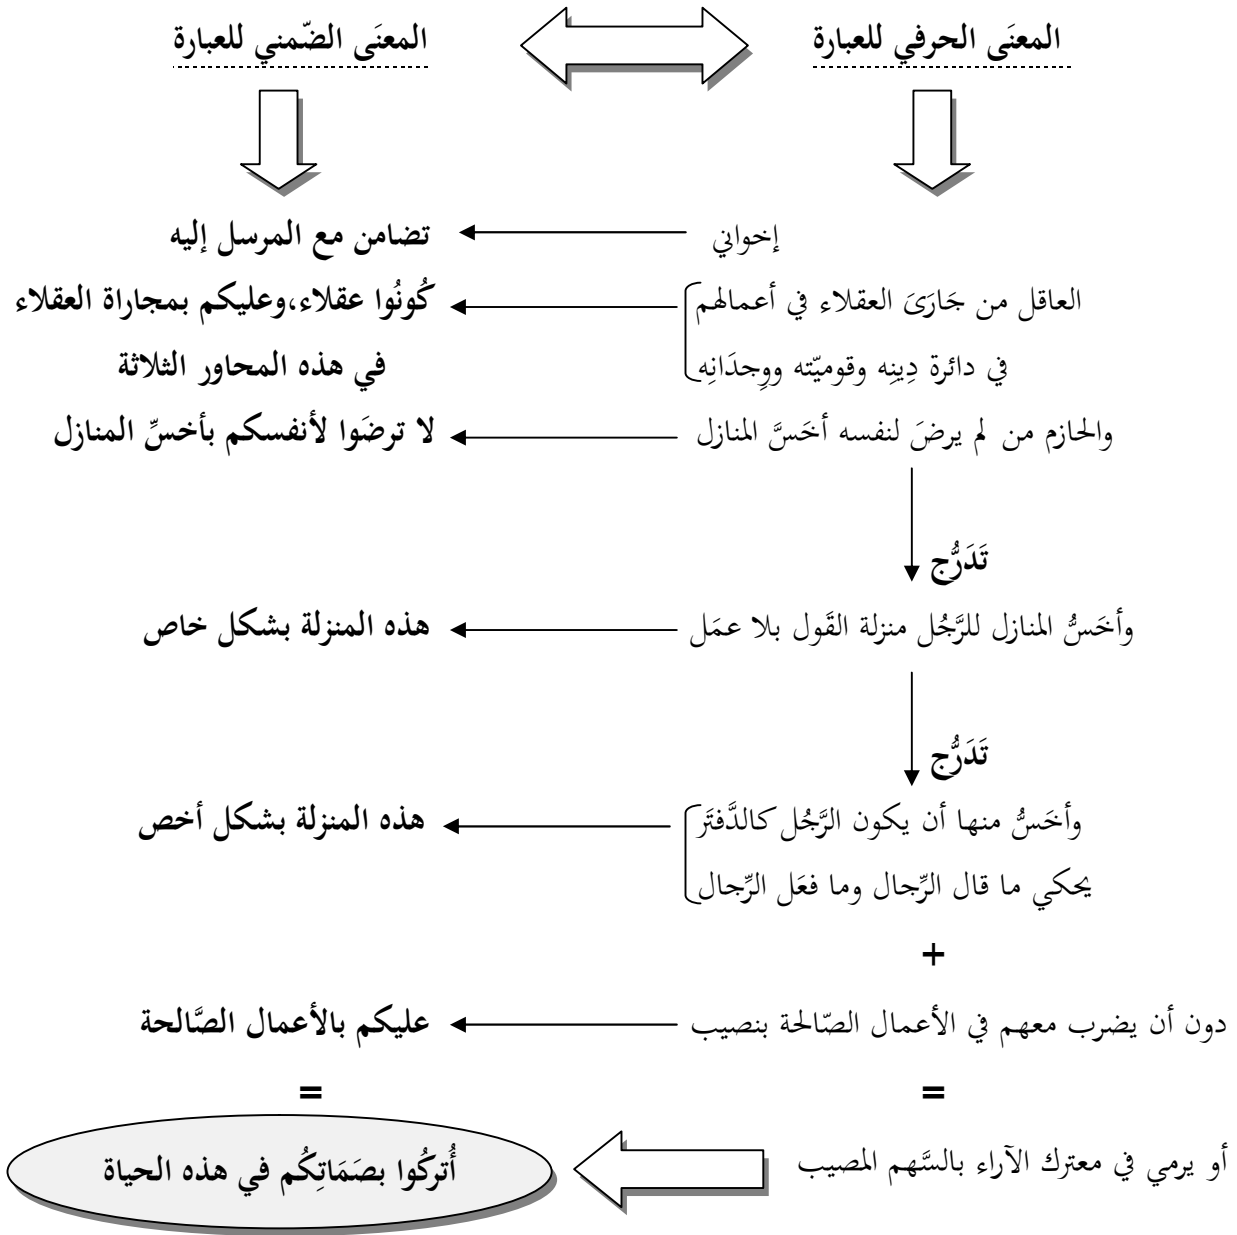 المعنَى الحرفي للعبارة
المعنَى الضّمني للعبارة
إخواني
تضامن مع المرسل إليه
العاقل من جَارَىَ العقلاء في أعمالهم
كُونُوا عقلاء،وعليكم بمجاراة العقلاء
في دائرة دِينِه وقوميّته ووِجدَانِه
في هذه المحاور الثلاثة
والحازم من لم يرضَ لنفسه أخَسَّ المنازل
لا ترضَوا لأنفسكم بأخسِّ المنازل
تَدَرُّج
وأخَسُّ المنازل للرَّجُل منزلة القَول بلا عمَل
هذه المنزلة بشكل خاص
تَدَرُّج
وأخَسُّ منها أن يكون الرَّجُل كالدَّفتَر
هذه المنزلة بشكل أخص
يحكي ما قال الرِّجال وما فعَل الرِّجال
+
دون أن يضرب معهم في الأعمال الصّالحة بنصيب
عليكم بالأعمال الصَّالحة
=
=
أو يرمي في معترك الآراء بالسَّهم المصيب
أُتركُوا بصَمَاتِكُم في هذه الحياة